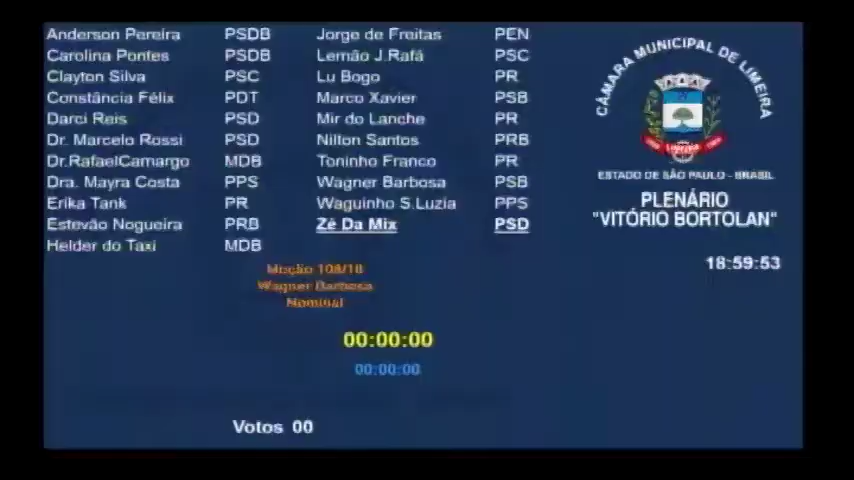 Anderson Pereira PSDB Jorge de Freitas PEN
Carolina Pontes PSDB Lemão J.Rafá PSC
Clayton Silva PSC Lu Bogo PR
Constância Félix PDT Marco Xavier PSB
Darci Reis PSD Mir do Lanche PR
Dr. Marcelo Rossi PSD Nilton Santos PRB
Dr.RafaelCamargo MDB Toninho Franco PR
Dra. Mayra Costa PPS Wagner Barbosa PSB
Erika Tank PR Waguinho S.Luzia PPS
Estevão Nogueira PRB Zé Da Mix PSD
Helder do Taxi MDB
Moção 108/18
Wagner Barbosa
Nominal
00:00:00
00:00:00
Votos 00
CÂMARA MUNICIPAL DE LIMEIRA
LIMEIRA
ESTADO DE SÃO PAULO - BRASIL
PLENÁRIO
"VITÓRIO BORTOLAN"
18:59:53